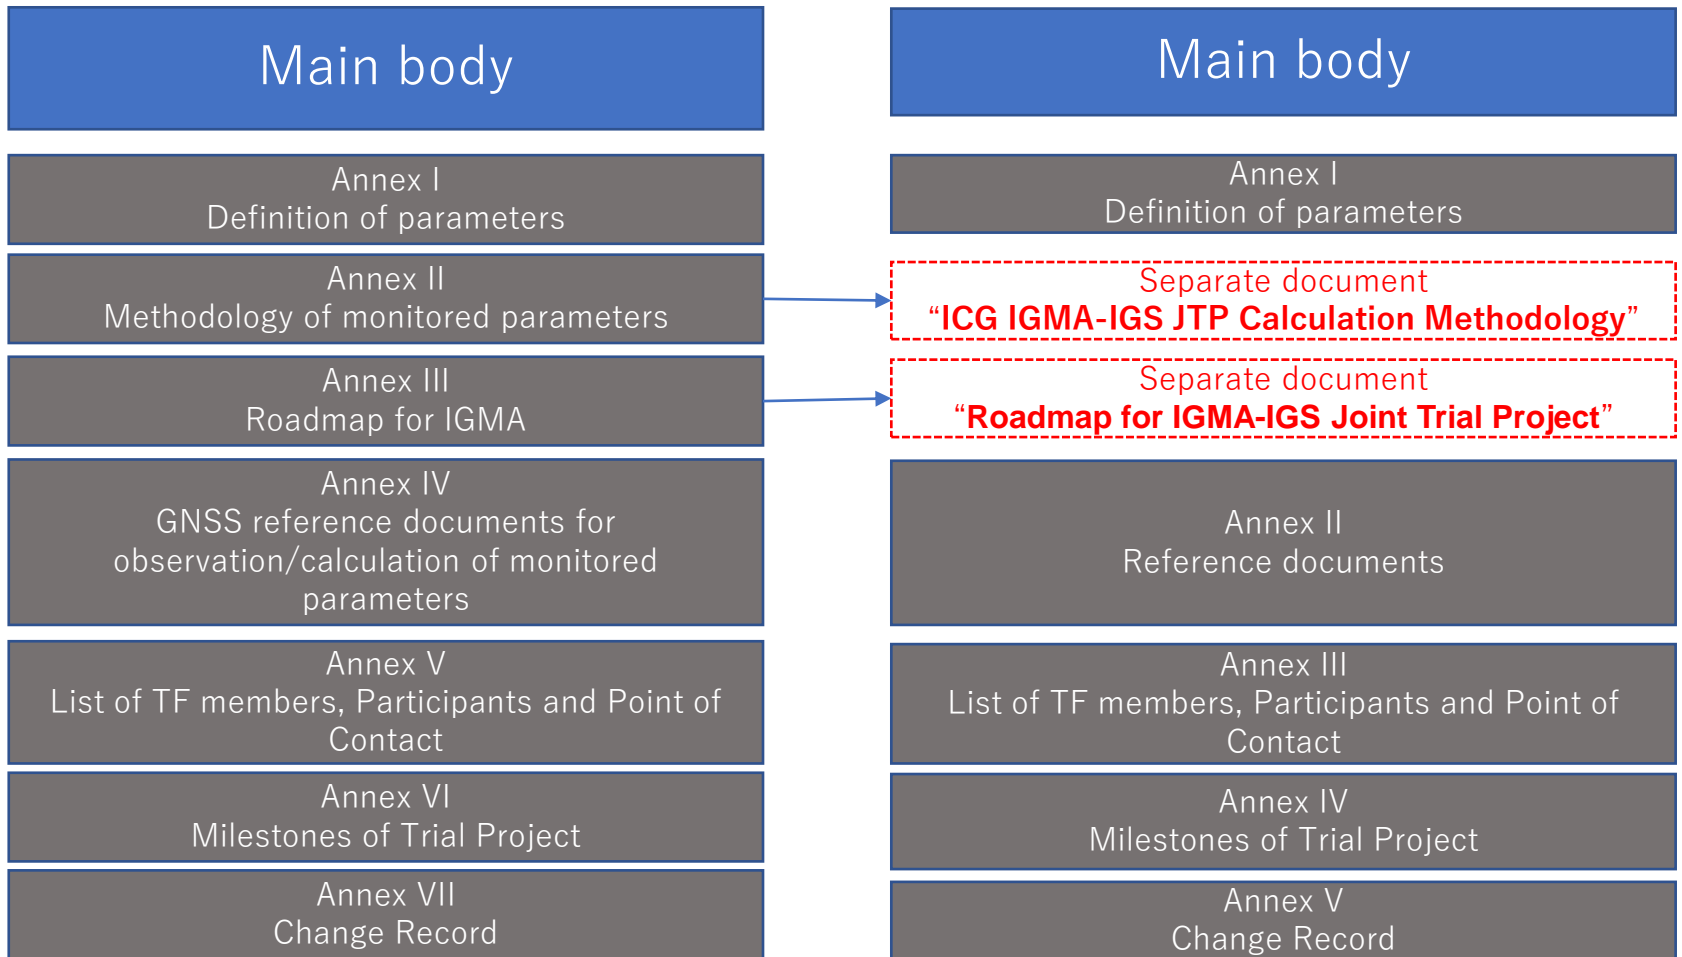 Main body
Annex I
Definition of parameters
Annex II
Methodology of monitored parameters
Annex III
Roadmap for IGMA
Annex IV
GNSS reference documents for
observation/calculation of monitored
parameters
Annex V
List of TF members, Participants and Point of
Contact
Annex VI
Milestones of Trial Project
Annex VII
Change Record
Main body
Annex I
Definition of parameters
Separate document
“ICG IGMA-IGS JTP Calculation Methodology”
Separate document
“Roadmap for IGMA-IGS Joint Trial Project”
Annex II
Reference documents
Annex III
List of TF members, Participants and Point of
Contact
Annex IV
Milestones of Trial Project
Annex V
Change Record